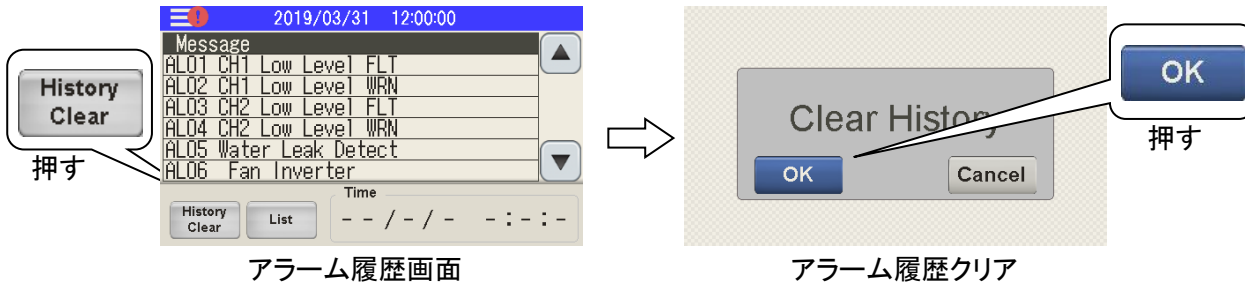 History
Clear
押す
2019/03/31 12:00:00
Message
AL01 CH1 Low Level FLT
AL02 CH1 Low Level WRN
AL03 CH2 Low Level FLT
AL04 CH2 Low Level WRN
AL05 Water Leak Detect
AL06 Fan Inverter
History
Clear
List
Time
--/-/- -:-:-
アラーム履歴画面
Clear History
OK
Cancel
OK
押す
アラーム履歴クリア